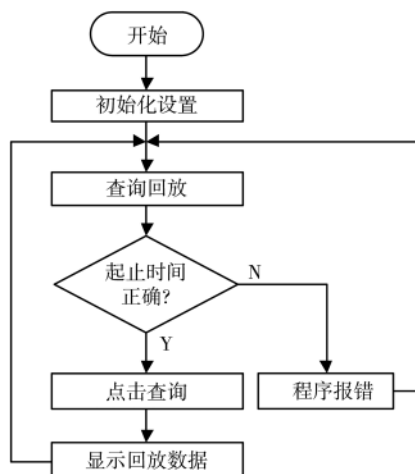 开始
初始化设置
查询回放
起止时间
正确?
N
Y
点击查询
程序报错
显示回放数据